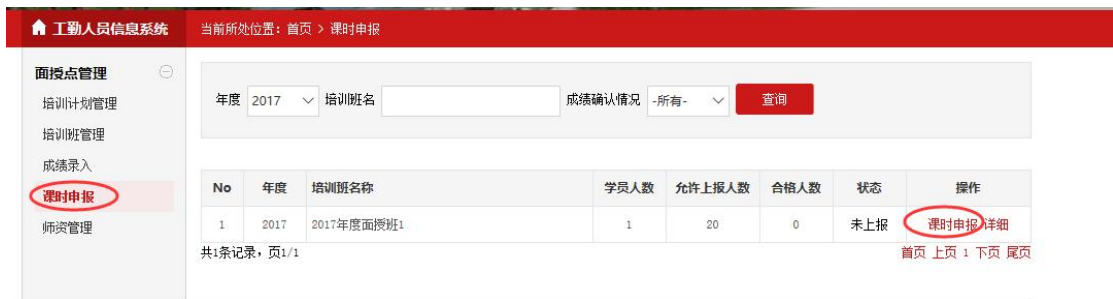 工勤人员信息系统 当前所处位置：首页 > 课时申报
面授点管理
培训计划管理
培训班管理
成绩录入
课时申报
师资管理
年度 2017 培训班名 成绩确认情况 -所有- 查询
No 年度 培训班名称 学员人数 允许上报人数 合格人数 状态 操作
1 2017 2017年度面授班1 1 20 0 未上报 课时申报 详细
共1条记录，页1/1 首页 上页 1 下页 尾页